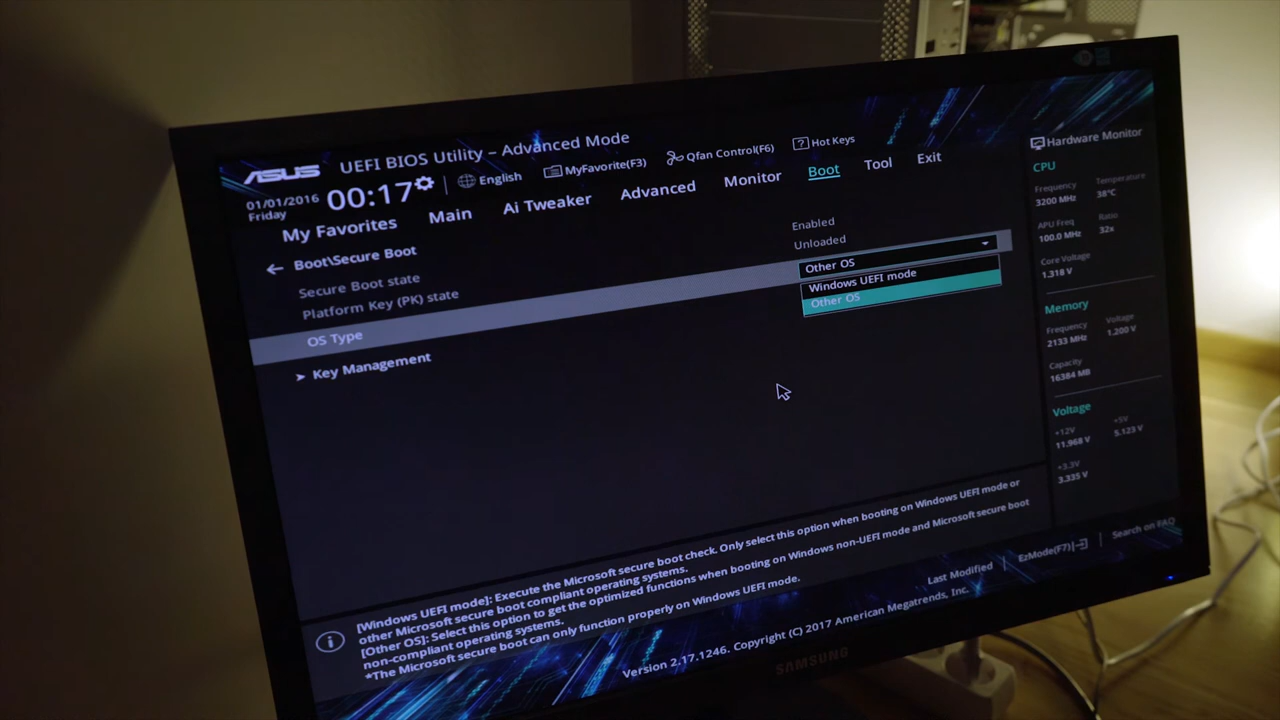 ASUS UEFI BIOS Utility – Advanced Mode
01/01/2016
Friday
00:17
English
MyFavorite(F3)
Qfan Control(F6)
? Hot Keys
My Favorites
Main
Ai Tweaker
Advanced
Monitor
Boot
Tool
Exit
← Boot\Secure Boot
Secure Boot state
Enabled
Platform Key (PK) state
Unloaded
OS Type
Other OS
Windows UEFI mode
Other OS
Key Management
Hardware Monitor
CPU
Frequency Temperature
3200 MHz 38°C
APU Freq Ratio
100.0 MHz 32x
Core Voltage
1.318 V
Memory
Frequency Voltage
2133 MHz 1.200 V
Capacity
16384 MB
Voltage
+12V +5V
11.968 V 5.123 V
+3.3V
3.335 V
[Windows UEFI mode]: Execute the Microsoft secure boot check. Only select this option when booting on Windows UEFI mode or
other Microsoft secure boot compliant operating systems.
[Other OS]: Select this option to get the optimized functions when booting on Windows non-UEFI mode and Microsoft secure boot
non-compliant operating systems.
*The Microsoft secure boot can only function properly on Windows UEFI mode.
Last Modified
EzMode(F7)
Search on FAQ
Version 2.17.1246. Copyright (C) 2017 American Megatrends, Inc.
SAMSUNG